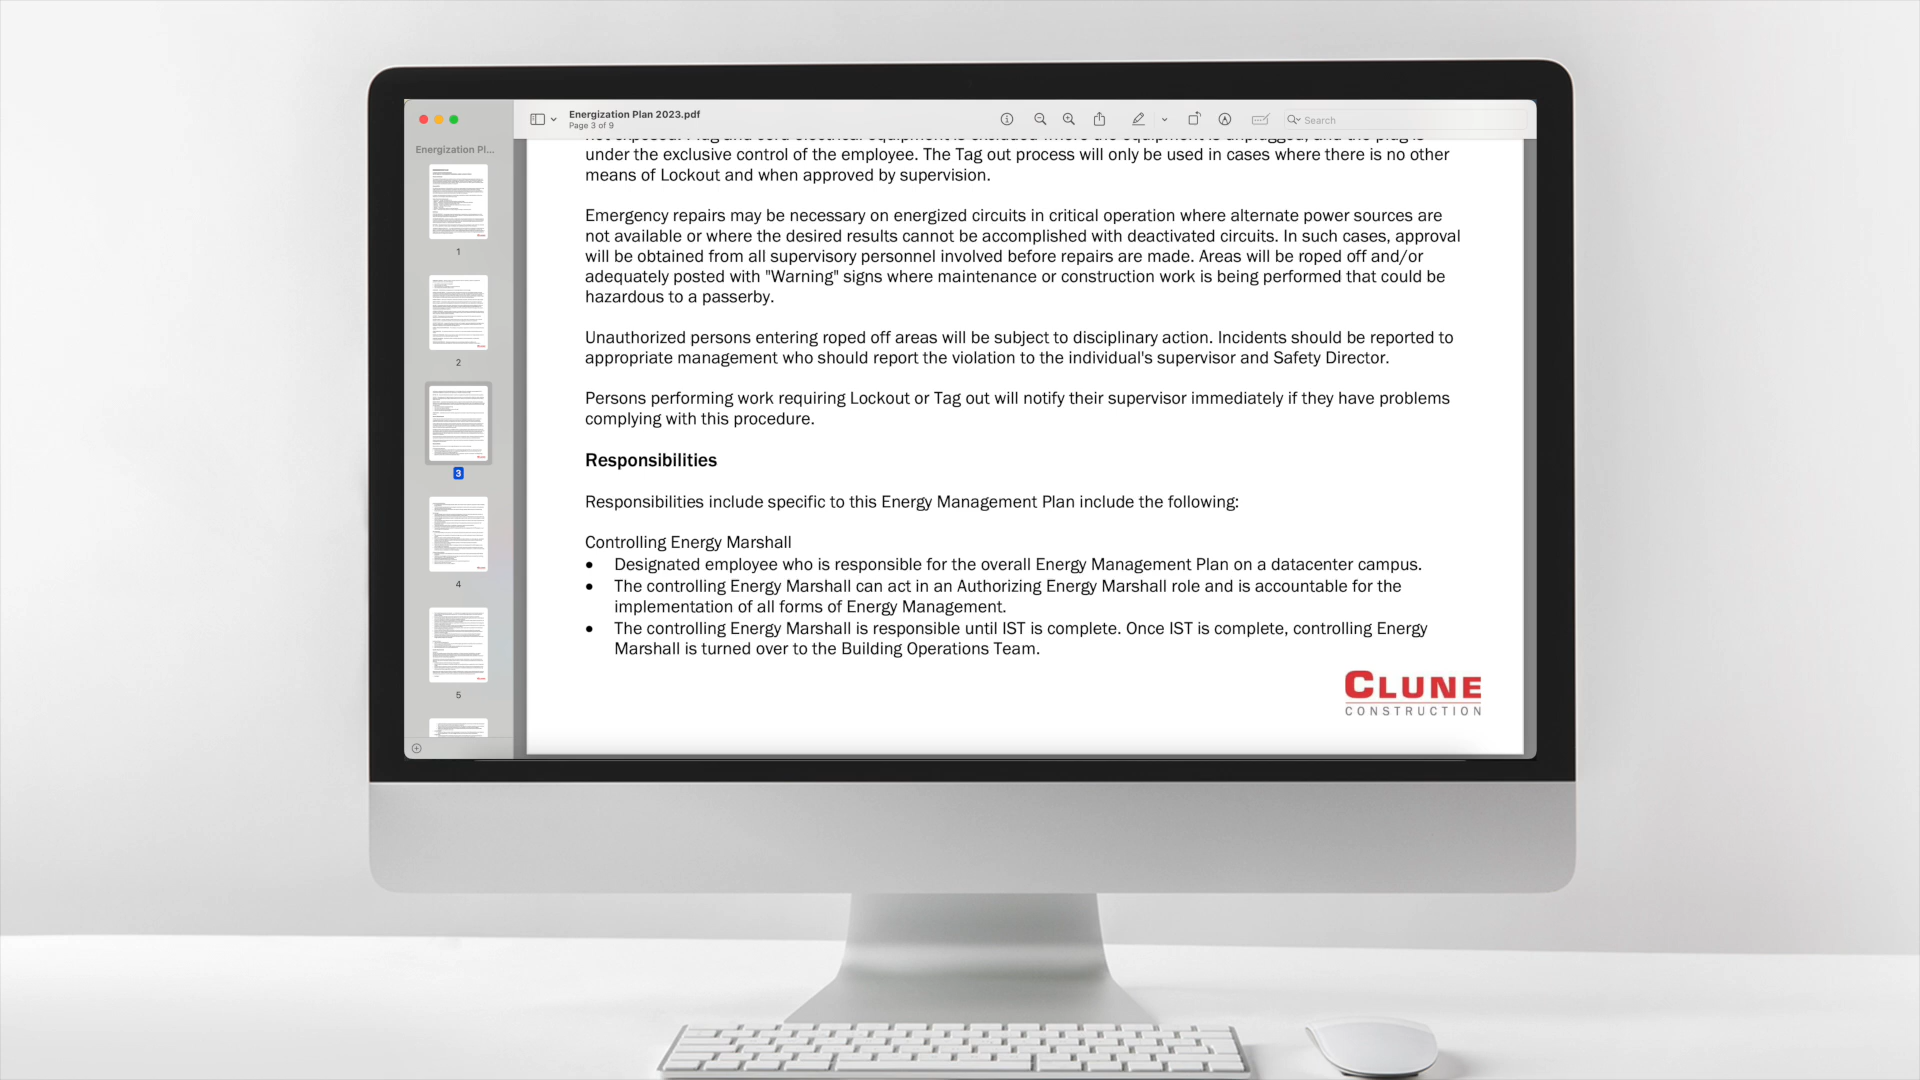 Energization Plan 2023.pdf
Page 3 of 9
Search
Energization Pl...
1
2
3
4
5
under the exclusive control of the employee. The Tag out process will only be used in cases where there is no other
means of Lockout and when approved by supervision.
Emergency repairs may be necessary on energized circuits in critical operation where alternate power sources are
not available or where the desired results cannot be accomplished with deactivated circuits. In such cases, approval
will be obtained from all supervisory personnel involved before repairs are made. Areas will be roped off and/or
adequately posted with "Warning" signs where maintenance or construction work is being performed that could be
hazardous to a passerby.
Unauthorized persons entering roped off areas will be subject to disciplinary action. Incidents should be reported to
appropriate management who should report the violation to the individual's supervisor and Safety Director.
Persons performing work requiring Lockout or Tag out will notify their supervisor immediately if they have problems
complying with this procedure.
Responsibilities
Responsibilities include specific to this Energy Management Plan include the following:
Controlling Energy Marshall
• Designated employee who is responsible for the overall Energy Management Plan on a datacenter campus.
• The controlling Energy Marshall can act in an Authorizing Energy Marshall role and is accountable for the
implementation of all forms of Energy Management.
• The controlling Energy Marshall is responsible until IST is complete. Once IST is complete, controlling Energy
Marshall is turned over to the Building Operations Team.
CLUNE
CONSTRUCTION